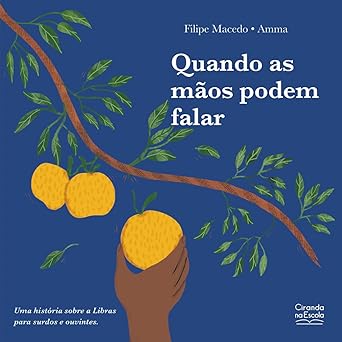 Filipe Macedo • Amma
Quando as
mãos podem
falar
Uma história sobre a Libras
para surdos e ouvintes.
Ciranda
na Escola